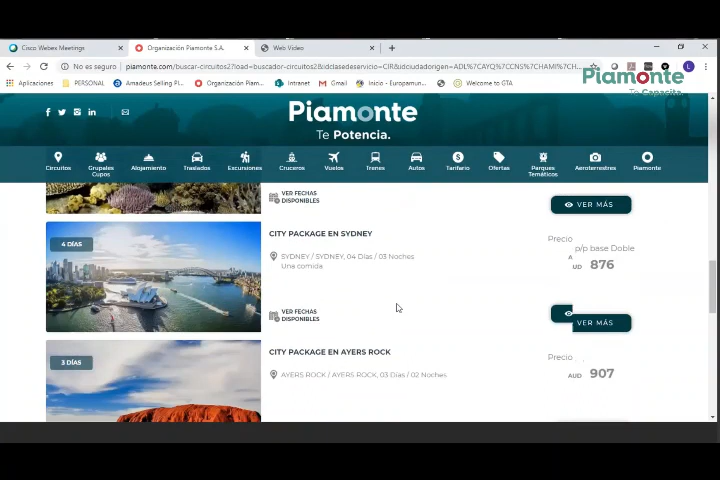 Cisco Webex Meetings
Organización Piamonte S.A.
Web Video
No es seguro
piamonte.com/buscar-circuitos2?load=buscador-circuitos2&idclasedeservicio=CIR&idciudadorigen=ADL%7CAYQ%7CCNS%7CHAMI%7CH...
Aplicaciones
PERSONAL
Amadeus Selling Pl...
Organización Piam...
Intranet
Gmail
Inicio - Europamun...
Welcome to GTA
Piamonte
Te Capacita.
Piamonte
Te Potencia.
Circuitos
Grupales Cupos
Alojamiento
Traslados
Excursiones
Cruceros
Vuelos
Trenes
Autos
Tarifario
Ofertas
Parques Temáticos
Aeroterrestres
Piamonte
VER FECHAS
DISPONIBLES
VER MÁS
4 DÍAS
CITY PACKAGE EN SYDNEY
SYDNEY / SYDNEY, 04 Días / 03 Noches
Una comida
Precio
p/p base Doble
A
UD 876
VER FECHAS
DISPONIBLES
VER MÁS
3 DÍAS
CITY PACKAGE EN AYERS ROCK
AYERS ROCK / AYERS ROCK, 03 Días / 02 Noches
Precio
AUD 907